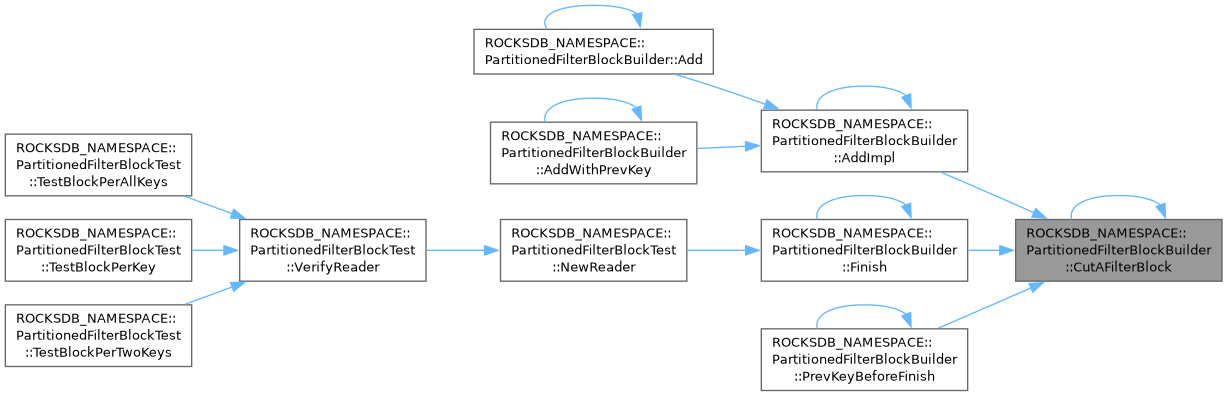 ROCKSDB_NAMESPACE::
PartitionedFilterBlockBuilder::Add
ROCKSDB_NAMESPACE::
PartitionedFilterBlockBuilder
::AddWithPrevKey
ROCKSDB_NAMESPACE::
PartitionedFilterBlockBuilder
::AddImpl
ROCKSDB_NAMESPACE::
PartitionedFilterBlockTest
::TestBlockPerAllKeys
ROCKSDB_NAMESPACE::
PartitionedFilterBlockTest
::TestBlockPerKey
ROCKSDB_NAMESPACE::
PartitionedFilterBlockTest
::VerifyReader
ROCKSDB_NAMESPACE::
PartitionedFilterBlockTest
::NewReader
ROCKSDB_NAMESPACE::
PartitionedFilterBlockBuilder
::Finish
ROCKSDB_NAMESPACE::
PartitionedFilterBlockBuilder
::CutAFilterBlock
ROCKSDB_NAMESPACE::
PartitionedFilterBlockTest
::TestBlockPerTwoKeys
ROCKSDB_NAMESPACE::
PartitionedFilterBlockBuilder
::PrevKeyBeforeFinish